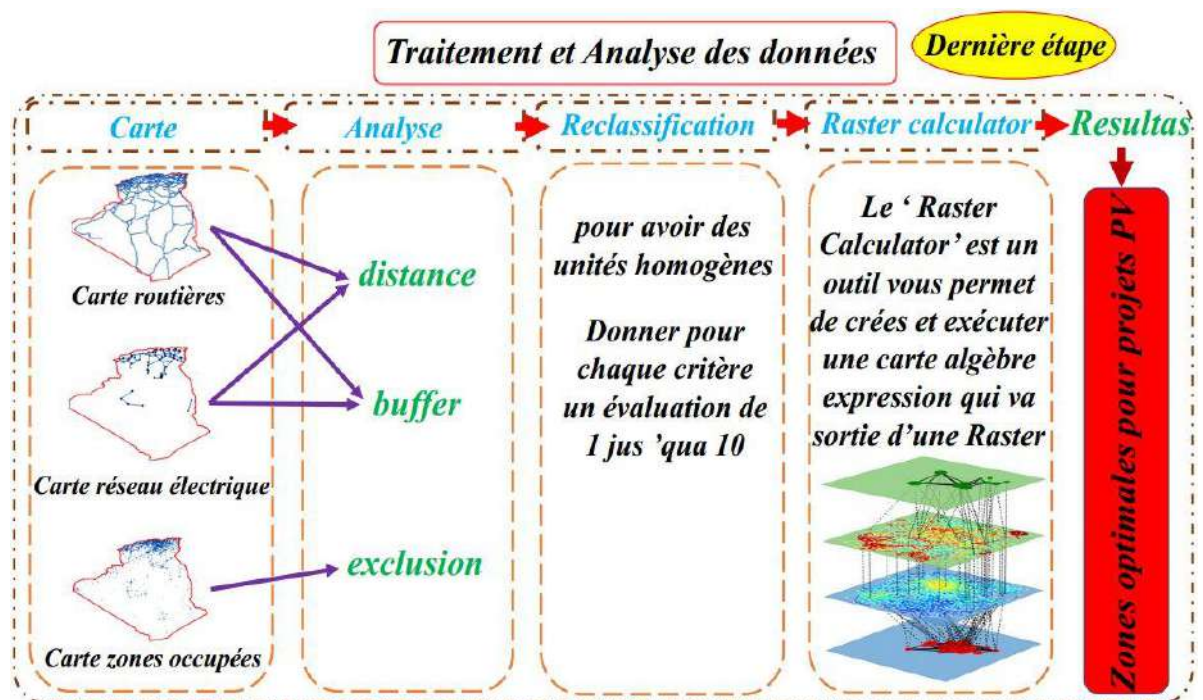 Traitement et Analyse des données
Dernière étape
Carte
Analyse
Reclassification
Raster calculator
Resultas
Carte routières
Carte réseau électrique
Carte zones occupées
distance
buffer
exclusion
pour avoir des
unités homogènes
Donner pour
chaque critère
un évaluation de
1 jus 'qua 10
Le ‘ Raster
Calculator’ est un
outil vous permet
de crées et exécuter
une carte algèbre
expression qui va
sortie d’une Raster
Zones optimales pour projets PV